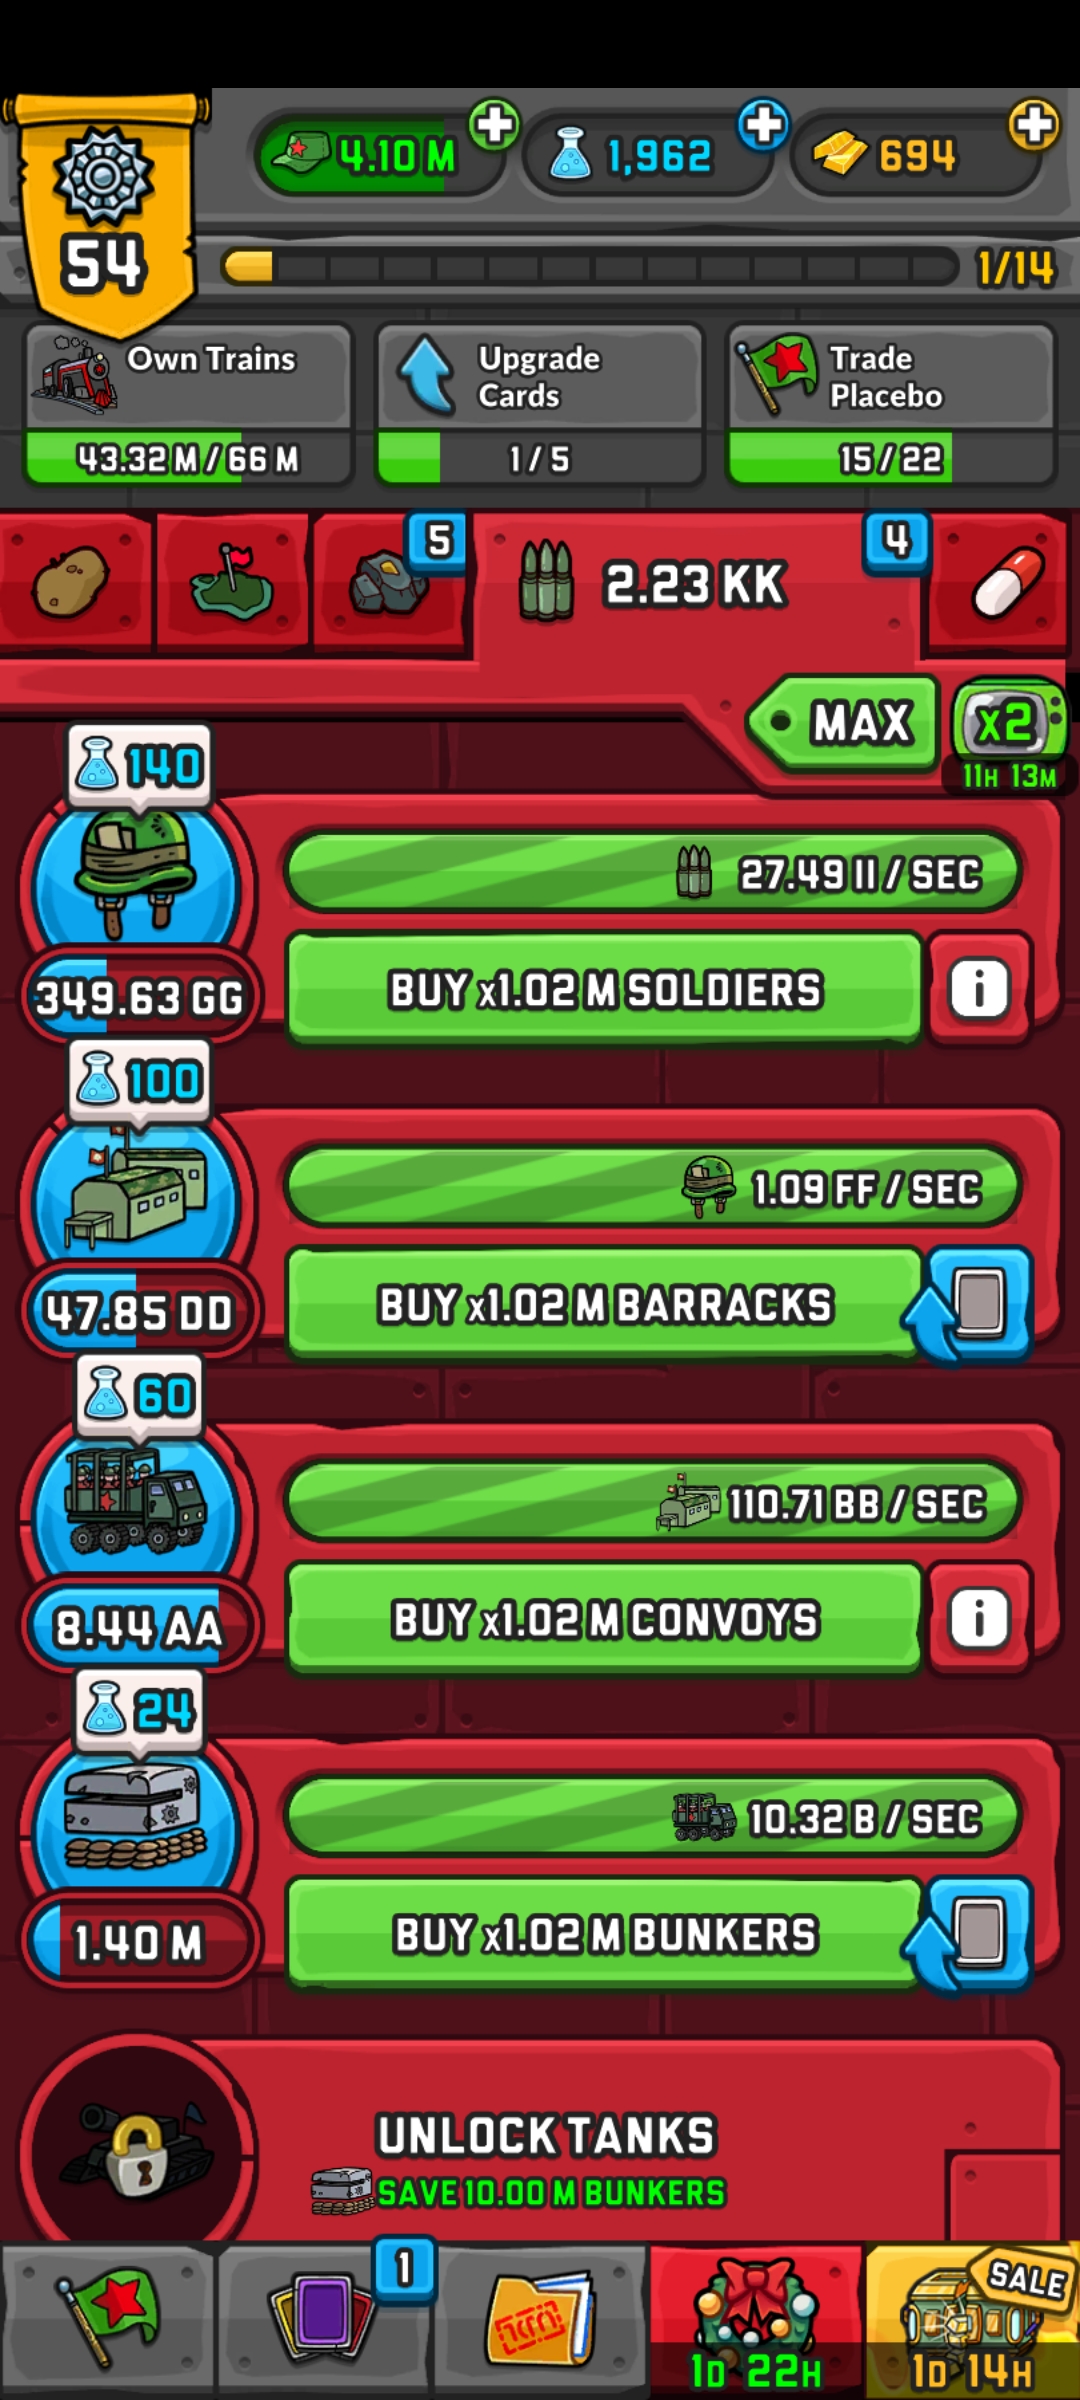 54
4.10 M
1,962
694
1/14
Own Trains
43.32 M / 66 M
Upgrade
Cards
1 / 5
Trade
Placebo
15 / 22
5
2.23 KK
4
MAX
x2
11H 13M
140
349.63 GG
27.49 II / SEC
BUY x1.02 M SOLDIERS
i
100
47.85 DD
1.09 FF / SEC
BUY x1.02 M BARRACKS
60
8.44 AA
110.71 BB / SEC
BUY x1.02 M CONVOYS
i
24
1.40 M
10.32 B / SEC
BUY x1.02 M BUNKERS
UNLOCK TANKS
SAVE 10.00 M BUNKERS
1
SALE
1D 22H
1D 14H